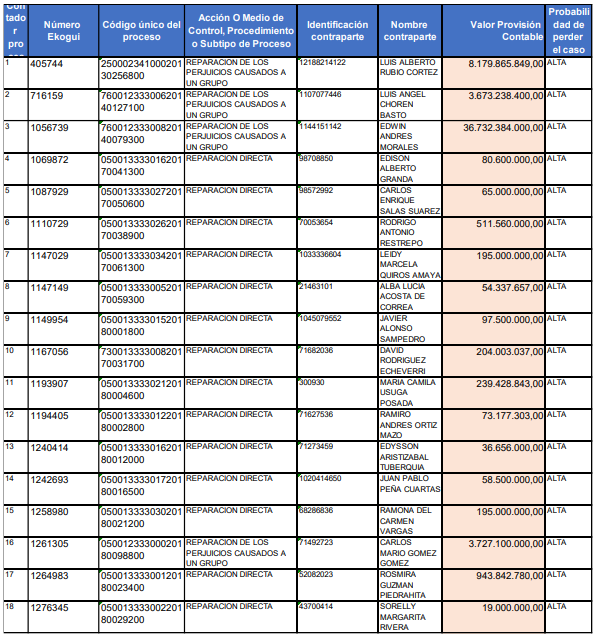 Contador proceso Número Ekogui Código único del proceso Acción O Medio de Control, Procedimiento o Subtipo de Proceso Identificación contraparte Nombre contraparte Valor Provisión Contable Probabilidad de perder el caso
1 405744 25000234100020130256800 REPARACION DE LOS PERJUICIOS CAUSADOS A UN GRUPO 12188214122 LUIS ALBERTO RUBIO CORTEZ 8.179.865.849,00 ALTA
2 716159 76001233300620140127100 REPARACION DE LOS PERJUICIOS CAUSADOS A UN GRUPO 1107077446 LUIS ANGEL CHOREN BASTO 3.673.238.400,00 ALTA
3 1056739 76001233300820140079300 REPARACION DE LOS PERJUICIOS CAUSADOS A UN GRUPO 1144151142 EDWIN ANDRES MORALES 36.732.384.000,00 ALTA
4 1069872 05001333301620170041300 REPARACION DIRECTA 98708850 EDISON ALBERTO GRANDA 80.600.000,00 ALTA
5 1087929 05001333302720170050600 REPARACION DIRECTA 98572992 CARLOS ENRIQUE SALAS SUAREZ 65.000.000,00 ALTA
6 1110729 05001333302620170038900 REPARACION DIRECTA 70053654 RODRIGO ANTONIO RESTREPO 511.560.000,00 ALTA
7 1147029 05001333303420170061300 REPARACION DIRECTA 1033336604 LEIDY MARCELA QUIROS AMAYA 195.000.000,00 ALTA
8 1147149 05001333300520170059300 REPARACION DIRECTA 21463101 ALBA LUCIA ACOSTA DE CORREA 54.337.657,00 ALTA
9 1149954 05001333301520180001800 REPARACION DIRECTA 1045079552 JAVIER ALONSO SAMPEDRO 97.500.000,00 ALTA
10 1167056 73001333300820170031700 REPARACION DIRECTA 71682036 DAVID RODRIGUEZ ECHEVERRI 204.003.037,00 ALTA
11 1193907 05001333302120180004600 REPARACION DIRECTA 300930 MARIA CAMILA USUGA POSADA 239.428.843,00 ALTA
12 1194405 05001333301220180002800 REPARACION DIRECTA 71627536 RAMIRO ANDRES ORTIZ MAZO 73.177.303,00 ALTA
13 1240414 05001333301620180012000 REPARACION DIRECTA 71273459 EDYSSON ARISTIZABAL TUBERQUIA 36.656.000,00 ALTA
14 1242693 05001333301720180016500 REPARACION DIRECTA 1020414650 JUAN PABLO PEÑA CUARTAS 58.500.000,00 ALTA
15 1258980 05001333303020180021200 REPARACION DIRECTA 68286836 RAMONA DEL CARMEN VARGAS 195.000.000,00 ALTA
16 1261305 05001233300020180098800 REPARACION DE LOS PERJUICIOS CAUSADOS A UN GRUPO 71492723 CARLOS MARIO GOMEZ GOMEZ 3.727.100.000,00 ALTA
17 1264983 05001333300120180023400 REPARACION DIRECTA 52082023 ROSMIRA GUZMAN PIEDRAHITA 943.842.780,00 ALTA
18 1276345 05001333300220180029200 REPARACION DIRECTA 43700414 SORELLY MARGARITA RIVERA 19.000.000,00 ALTA